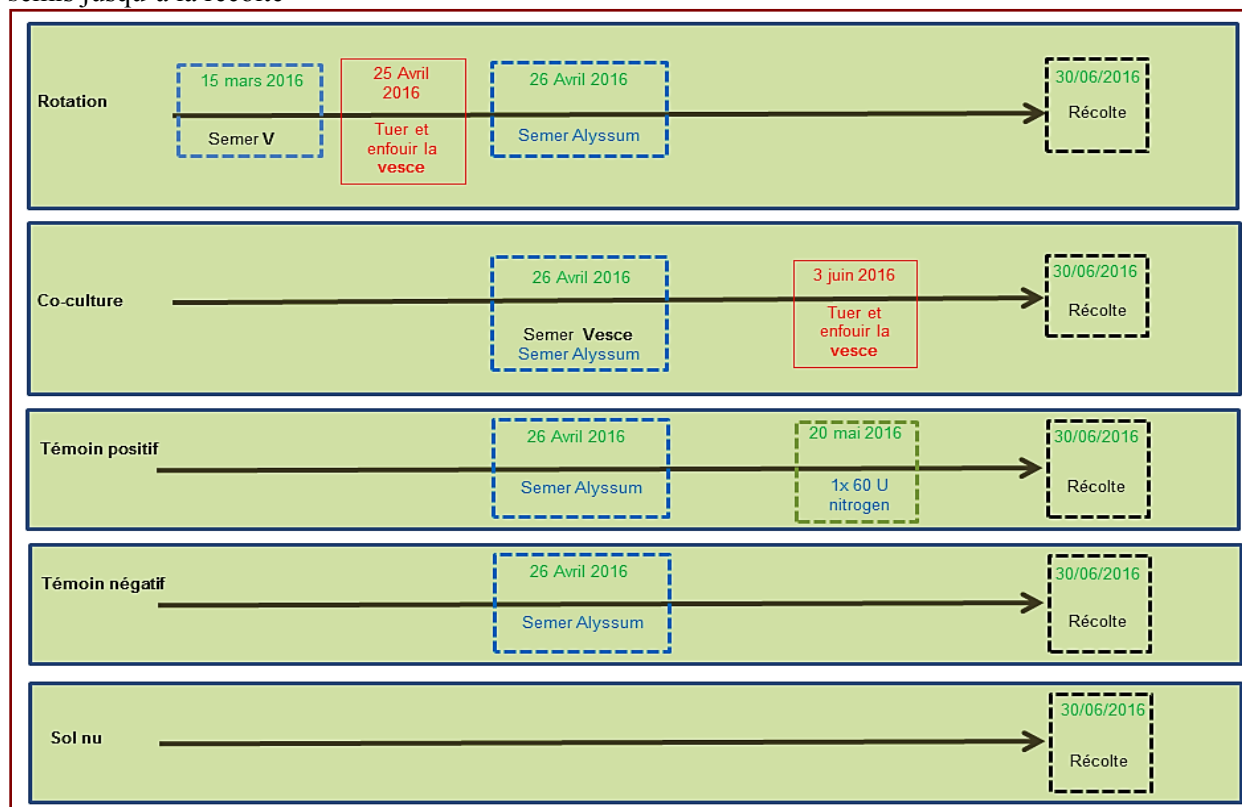 semis jusqu'à la récolte
Rotation
15 mars 2016
Semer V
25 Avril
2016
Tuer et
enfouir la
vesce
26 Avril 2016
Semer Alyssum
30/06/2016
Récolte
Co-culture
26 Avril 2016
Semer Vesce
Semer Alyssum
3 juin 2016
Tuer et
enfouir la
vesce
30/06/2016
Récolte
Témoin positif
26 Avril 2016
Semer Alyssum
20 mai 2016
1x 60 U
nitrogen
30/06/2016
Récolte
Témoin négatif
26 Avril 2016
Semer Alyssum
30/06/2016
Récolte
Sol nu
30/06/2016
Récolte